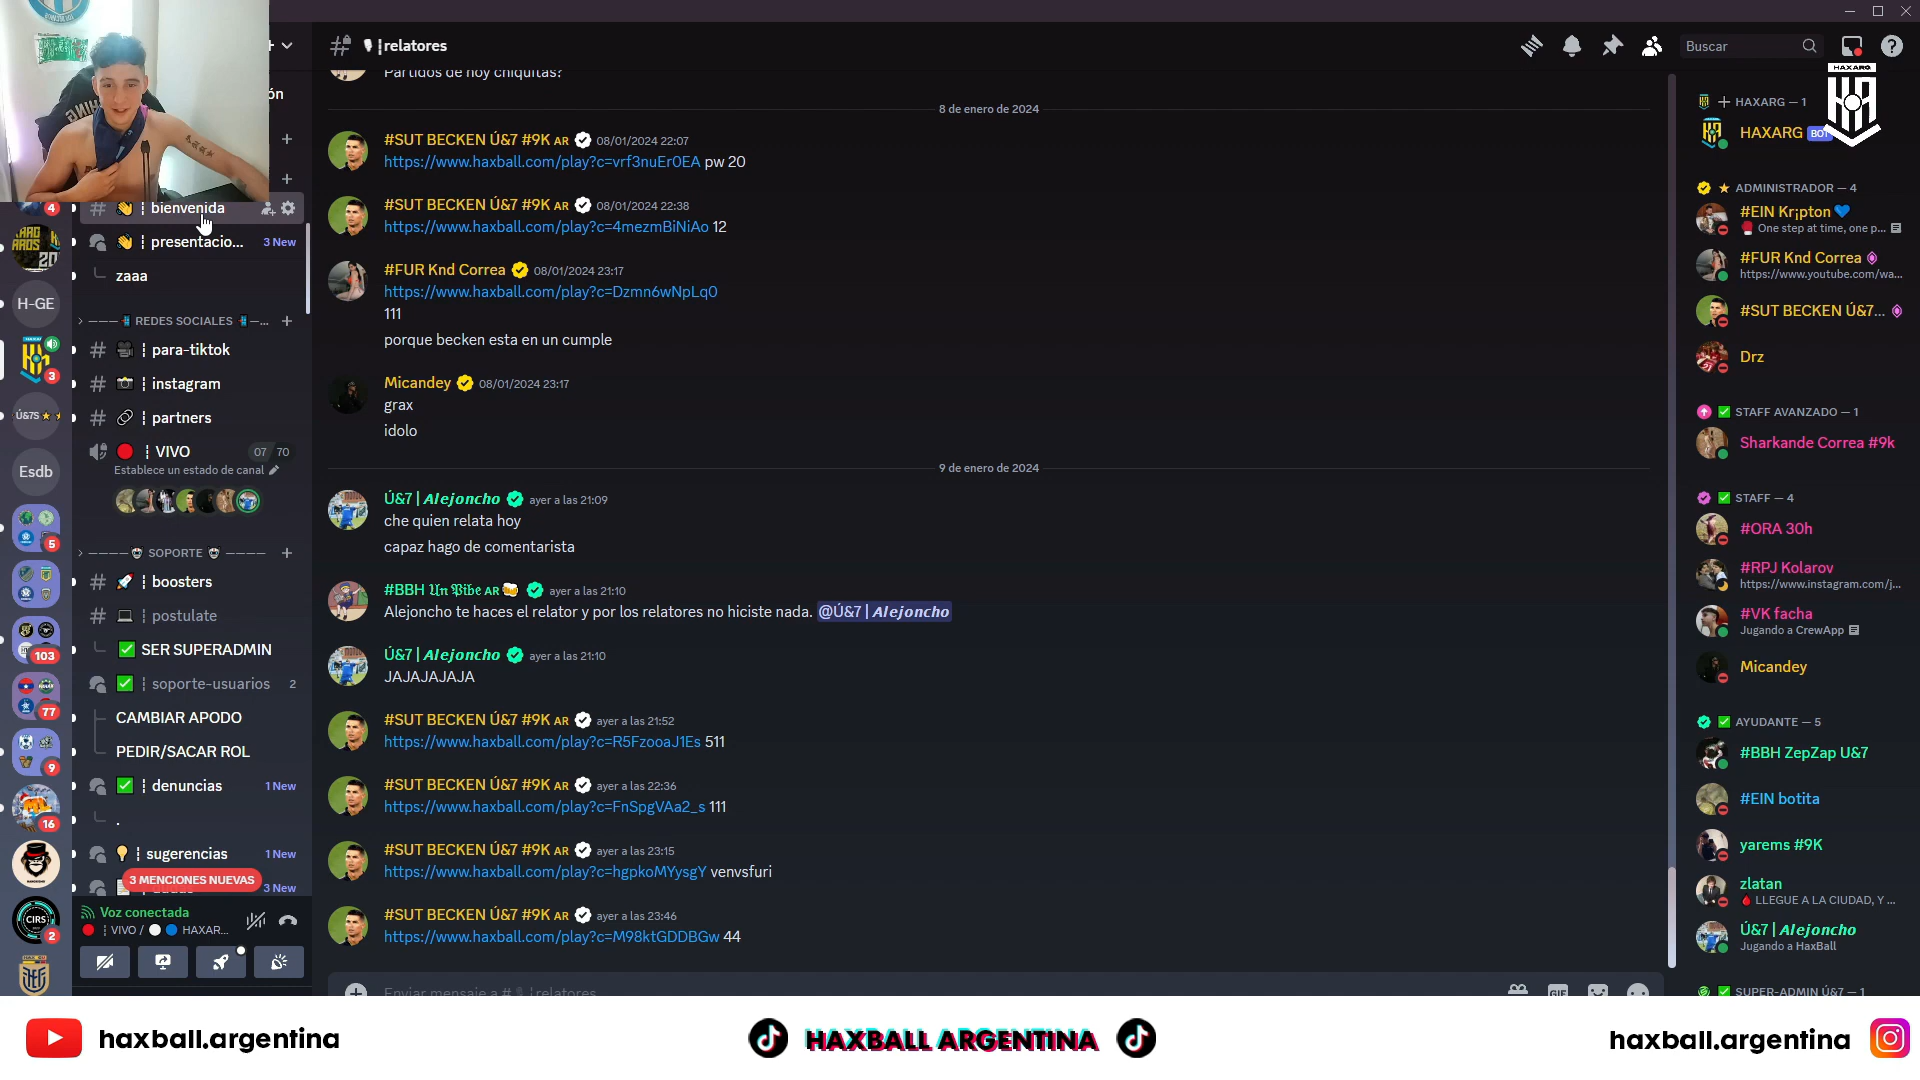 ón
bienvenida
presentacio... 3 New
zaaa
REDES SOCIALES
para-tiktok
instagram
partners
VIVO 07 70
Establece un estado de canal
SOPORTE
boosters
postulate
SER SUPERADMIN
soporte-usuarios 2
CAMBIAR APODO
PEDIR/SACAR ROL
denuncias 1 New
.
sugerencias 1 New
3 MENCIONES NUEVAS
3 New
Voz conectada
VIVO / HAXAR...
4
H-GE
3
Ú&7S
Esdb
5
103
77
9
16
CIRS
2
relatores
Buscar
Partidos de hoy chiquitas?
8 de enero de 2024
#SUT BECKEN Ú&7 #9K AR 08/01/2024 22:07
https://www.haxball.com/play?c=vrf3nuEr0EA pw 20
#SUT BECKEN Ú&7 #9K AR 08/01/2024 22:38
https://www.haxball.com/play?c=4mezmBiNiAo 12
#FUR Knd Correa 08/01/2024 23:17
https://www.haxball.com/play?c=Dzmn6wNpLq0
111
porque becken esta en un cumple
Micandey 08/01/2024 23:17
grax
idolo
9 de enero de 2024
Ú&7 | Alejoncho ayer a las 21:09
che quien relata hoy
capaz hago de comentarista
#BBH 𝔘𝔫 𝔓𝔦𝔟𝔢 AR ayer a las 21:10
Alejoncho te haces el relator y por los relatores no hiciste nada. @Ú&7 | Alejoncho
Ú&7 | Alejoncho ayer a las 21:10
JAJAJAJAJA
#SUT BECKEN Ú&7 #9K AR ayer a las 21:52
https://www.haxball.com/play?c=R5FzooaJ1Es 511
#SUT BECKEN Ú&7 #9K AR ayer a las 22:36
https://www.haxball.com/play?c=FnSpgVAa2_s 111
#SUT BECKEN Ú&7 #9K AR ayer a las 23:15
https://www.haxball.com/play?c=hgpkoMYysgY venvsfuri
#SUT BECKEN Ú&7 #9K AR ayer a las 23:46
https://www.haxball.com/play?c=M98ktGDDBGw 44
Enviar mensaje a # relatores
GIF
HAXARG
HAXARG — 1
HAXARG BOT
ADMINISTRADOR — 4
#EIN Kr¡pton
One step at time, one p...
#FUR Knd Correa
https://www.youtube.com/wa...
#SUT BECKEN Ú&7...
Drz
STAFF AVANZADO — 1
Sharkande Correa #9k
STAFF — 4
#ORA 30h
#RPJ Kolarov
https://www.instagram.com/j...
#VK facha
Jugando a CrewApp
Micandey
AYUDANTE — 5
#BBH ZepZap U&7
#EIN botita
yarems #9K
zlatan
LLEGUE A LA CIUDAD, Y ...
Ú&7 | Alejoncho
Jugando a HaxBall
SUPER-ADMIN Ú&7 — 1
haxball.argentina
HAXBALL ARGENTINA
haxball.argentina